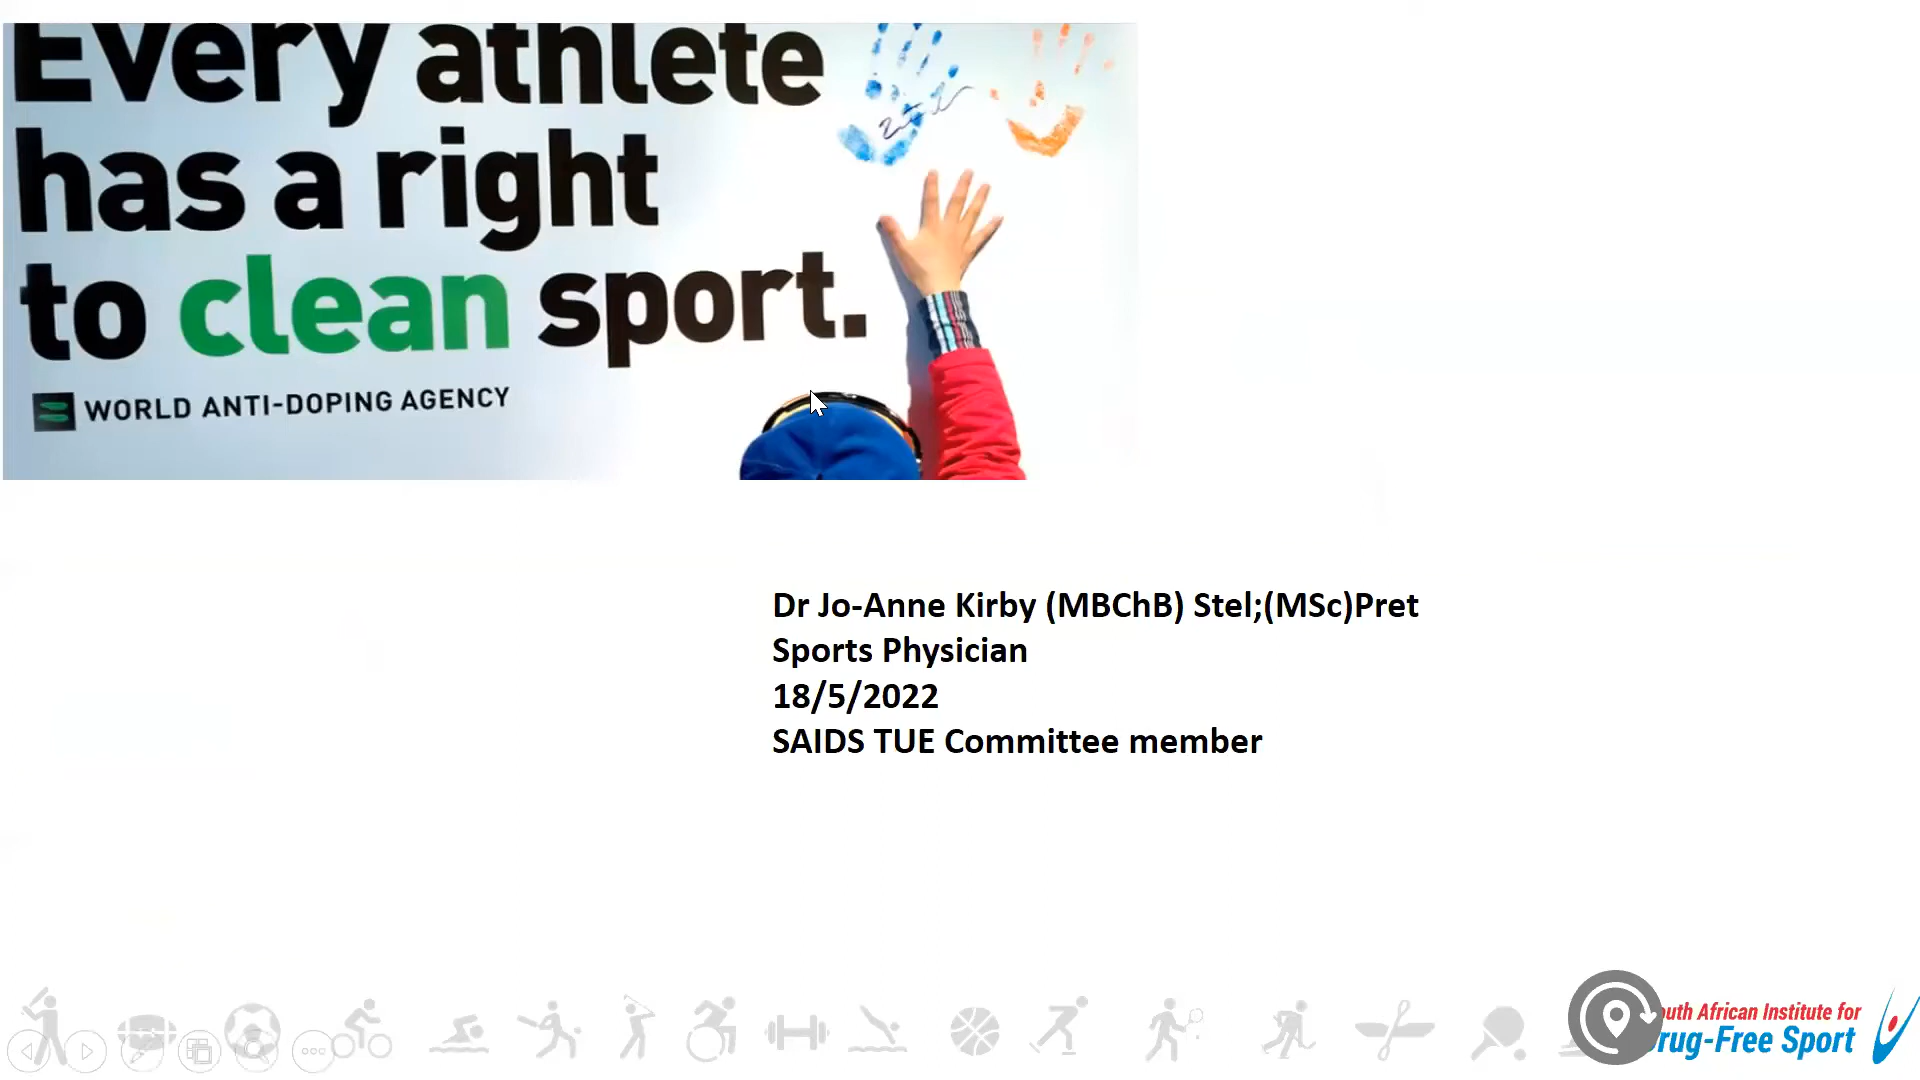 Every athlete
has a right
to clean sport.
WORLD ANTI-DOPING AGENCY
Dr Jo-Anne Kirby (MBChB) Stel;(MSc)Pret
Sports Physician
18/5/2022
SAIDS TUE Committee member
outh African Institute for
rug-Free Sport